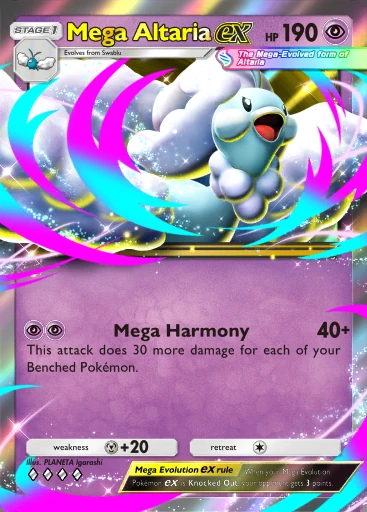 STAGE 1 Mega Altaria ex HP 190
Evolves from Swablu
The Mega-Evolved form of
Altaria
Mega Harmony 40+
This attack does 30 more damage for each of your
Benched Pokémon.
weakness +20 retreat
Illus. PLANETA Igarashi
Mega Evolution ex rule When your Mega Evolution
Pokémon ex is Knocked Out, your opponent gets 3 points.